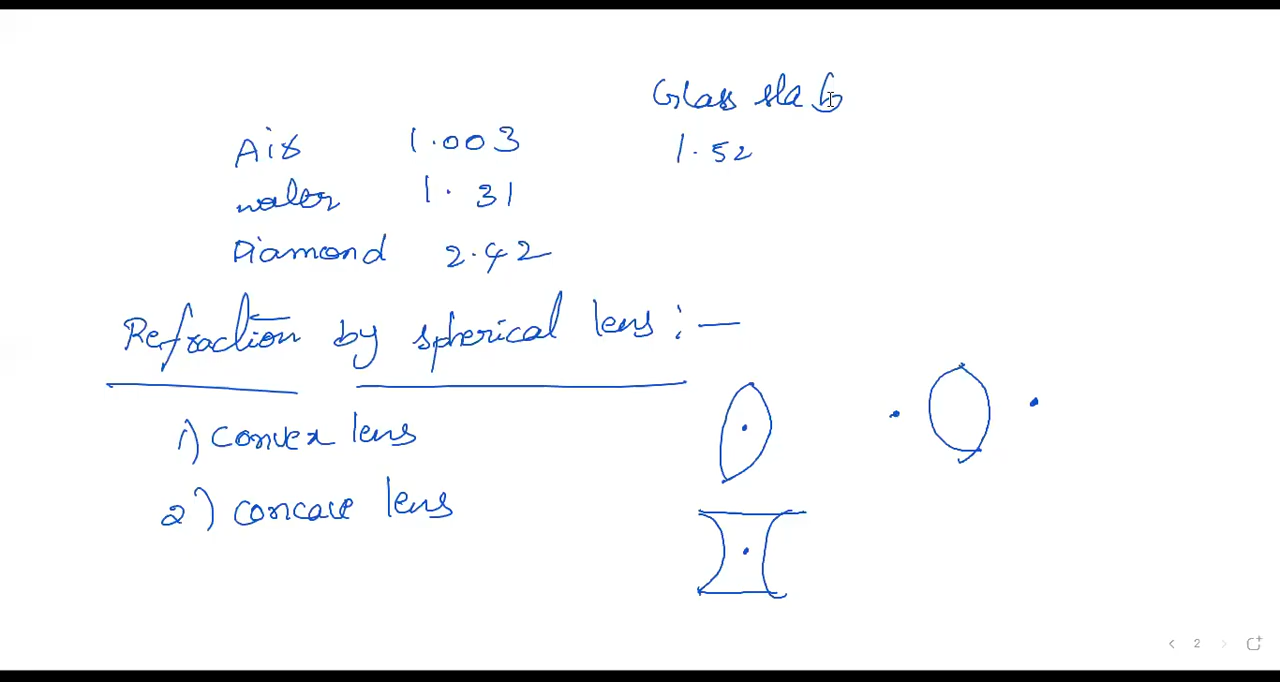 Glass slab
Air 1.003 1.52
water 1.31
Diamond 2.42
Refraction by spherical lens : —
1) convex lens
2) concave lens
2